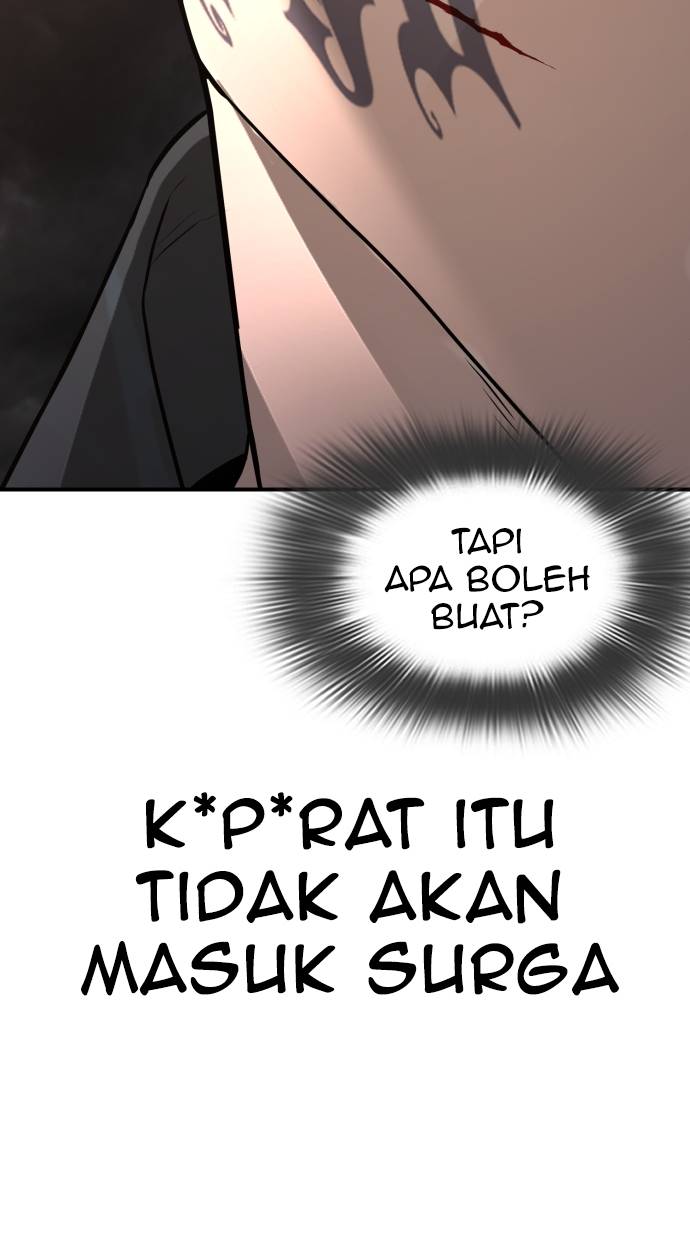 TAPI
APA BOLEH
BUAT?
K*P*RAT ITU
TIDAK AKAN
MASUK SURGA